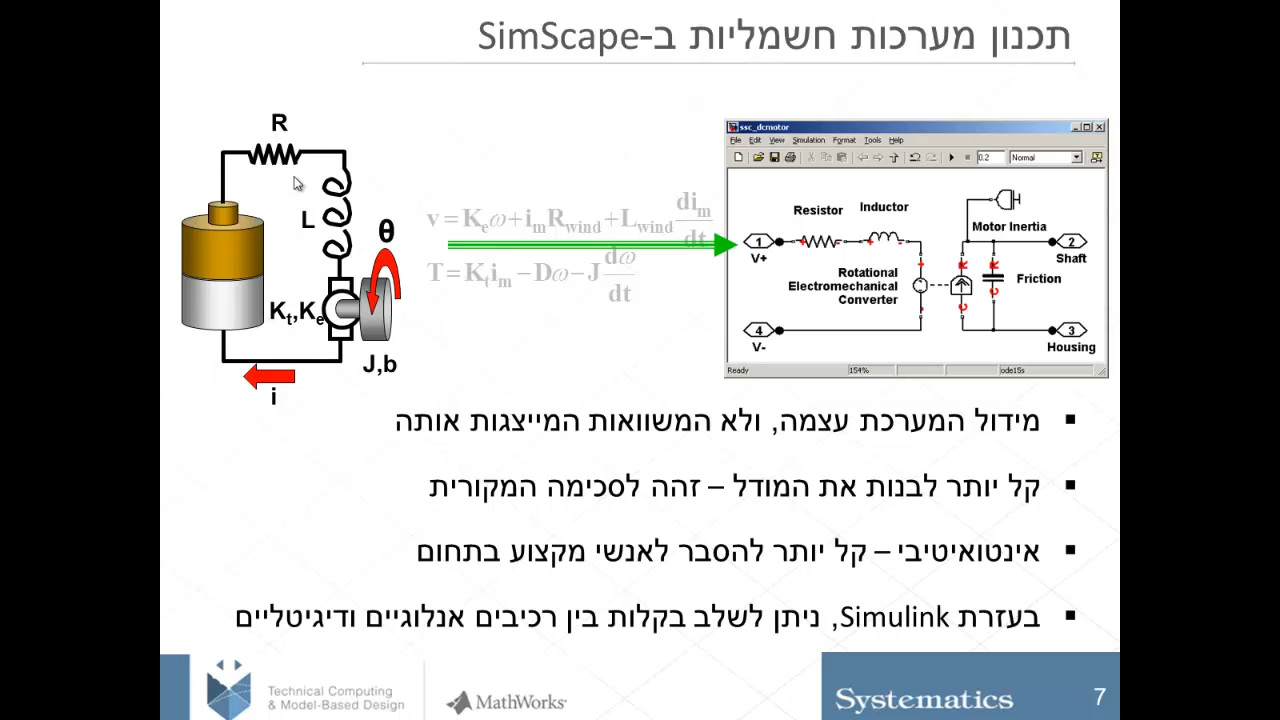 תכנון מערכות חשמליות ב-SimScape
R
L
θ
Kt,Ke
J,b
i
v = Keω + imRwind + Lwind dim/dt
T = Ktim − Dω − J dω/dt
ssc_dcmotor
File Edit View Simulation Format Tools Help
0.2 Normal
Resistor
Inductor
Motor Inertia
1
V+
2
Shaft
Rotational
Electromechanical
Converter
Friction
R
C
R
C
4
V-
3
Housing
Ready 154% ode15s
מידול המערכת עצמה, ולא המשוואות המייצגות אותה
קל יותר לבנות את המודל – זהה לסכימה המקורית
אינטואיטיבי – קל יותר להסבר לאנשי מקצוע בתחום
בעזרת Simulink, ניתן לשלב בקלות בין רכיבים אנלוגיים ודיגיטליים
Technical Computing
& Model-Based Design
MathWorks
Systematics
7